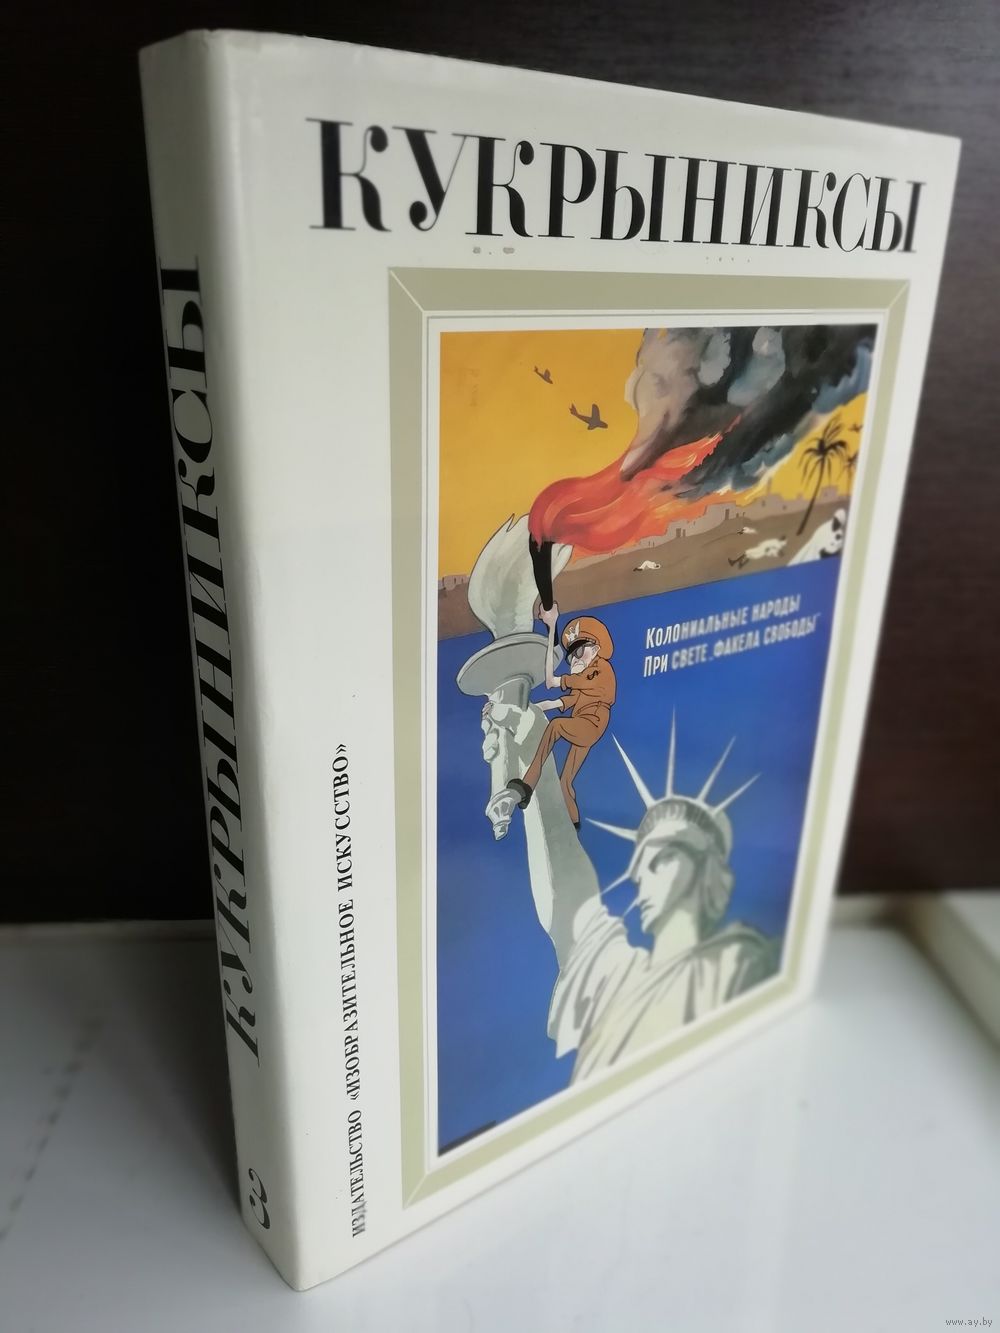 КУКРЫНИКСЫ
КОЛОНИАЛЬНЫЕ НАРОДЫ
ПРИ СВЕТЕ „ФАКЕЛА СВОБОДЫ"
ИЗДАТЕЛЬСТВО «ИЗОБРАЗИТЕЛЬНОЕ ИСКУССТВО»
КУКРЫНИКСЫ
3
www.ay.by